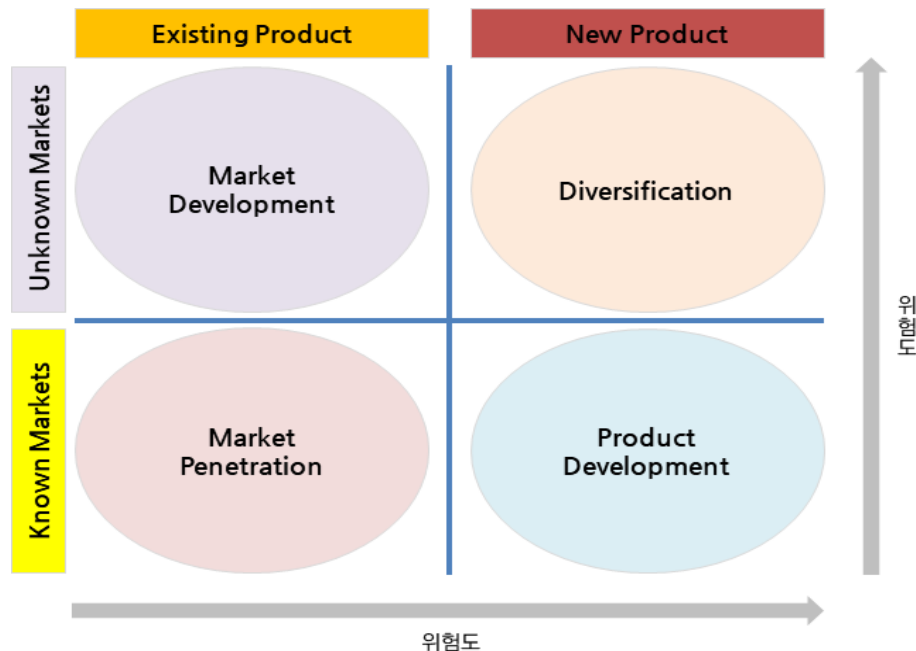 Existing Product
New Product
Unknown Markets
Market
Development
Diversification
위험도
Known Markets
Market
Penetration
Product
Development
위험도